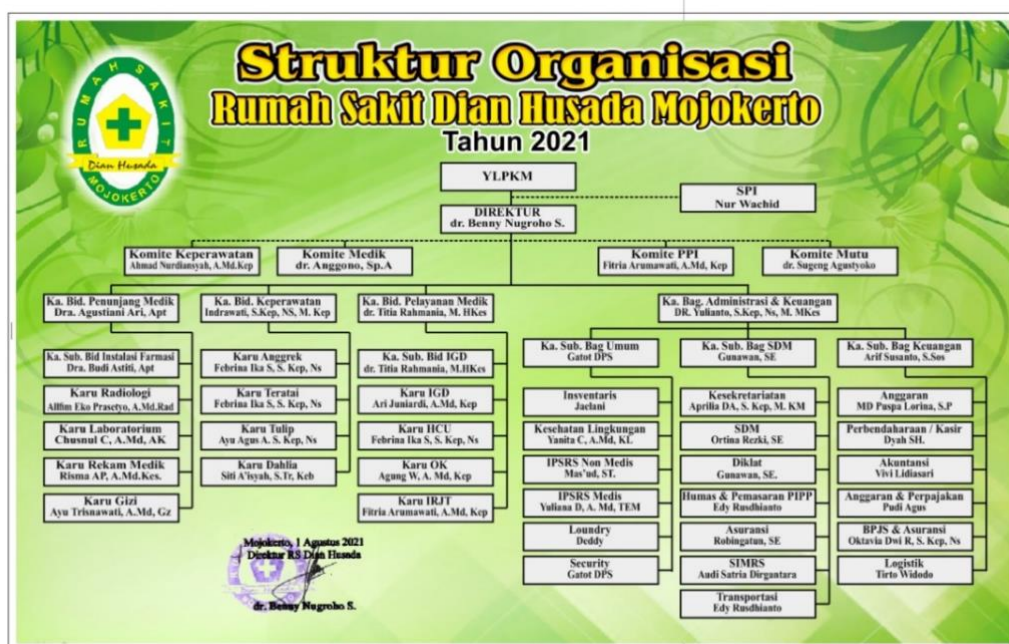 Struktur Organisasi
Rumah Sakit Dian Husada Mojokerto
Tahun 2021
RUMAH SAKIT
Dian Husada
MOJOKERTO
YLPKM
SPI
Nur Wachid
DIREKTUR
dr. Benny Nugroho S.
Komite Keperawatan
Ahmad Nurdiansyah, A.Md.Kep
Komite Medik
dr. Anggono, Sp.A
Komite PPI
Fitria Arumawati, A.Md, Kep
Komite Mutu
dr. Sugeng Agustyoko
Ka. Bid. Penunjang Medik
Dra. Agustiani Ari, Apt
Ka. Bid. Keperawatan
Indrawati, S.Kep, NS, M. Kep
Ka. Bid. Pelayanan Medik
dr. Titia Rahmania, M. HKes
Ka. Bag. Administrasi & Keuangan
DR. Yulianto, S.Kep, Ns, M. MKes
Ka. Sub. Bid Instalasi Farmasi
Dra. Budi Astiti, Apt
Karu Radiologi
Allfim Eko Prasetyo, A.Md.Rad
Karu Laboratorium
Chusnul C, A.Md, AK
Karu Rekam Medik
Risma AP, A.Md.Kes.
Karu Gizi
Ayu Trisnawati, A.Md, Gz
Karu Anggrek
Febrina Ika S, S. Kep, Ns
Karu Teratai
Febrina Ika S, S. Kep, Ns
Karu Tulip
Ayu Agus A. S. Kep, Ns
Karu Dahlia
Siti A'isyah, S.Tr, Keb
Ka. Sub. Bid IGD
dr. Titia Rahmania, M.HKes
Karu IGD
Ari Juniardi, A.Md, Kep
Karu HCU
Febrina Ika S, S. Kep, Ns
Karu OK
Agung W, A. Md, Kep
Karu IRJT
Fitria Arumawati, A.Md, Kep
Ka. Sub. Bag Umum
Gatot DPS
Insventaris
Jaelani
Kesehatan Lingkungan
Yanita C, A.Md, KL
IPSRS Non Medis
Mas'ud, ST.
IPSRS Medis
Yuliana D, A. Md, TEM
Loundry
Deddy
Security
Gatot DPS
Ka. Sub. Bag SDM
Gunawan, SE
Kesekretariatan
Aprilia DA, S. Kep, M. KM
SDM
Ortina Rezki, SE
Diklat
Gunawan, SE.
Humas & Pemasaran PIPP
Edy Rusdhianto
Asuransi
Robingatun, SE
SIMRS
Audi Satria Dirgantara
Transportasi
Edy Rusdhianto
Ka. Sub. Bag Keuangan
Arif Susanto, S.Sos
Anggaran
MD Puspa Lorina, S.P
Perbendaharaan / Kasir
Dyah SH.
Akuntansi
Vivi Lidiasari
Anggaran & Perpajakan
Pudi Agus
BPJS & Asuransi
Oktavia Dwi R, S. Kep, Ns
Logistik
Tirto Widodo
Mojokerto, 1 Agustus 2021
Direktur RS Dian Husada
dr. Benny Nugroho S.